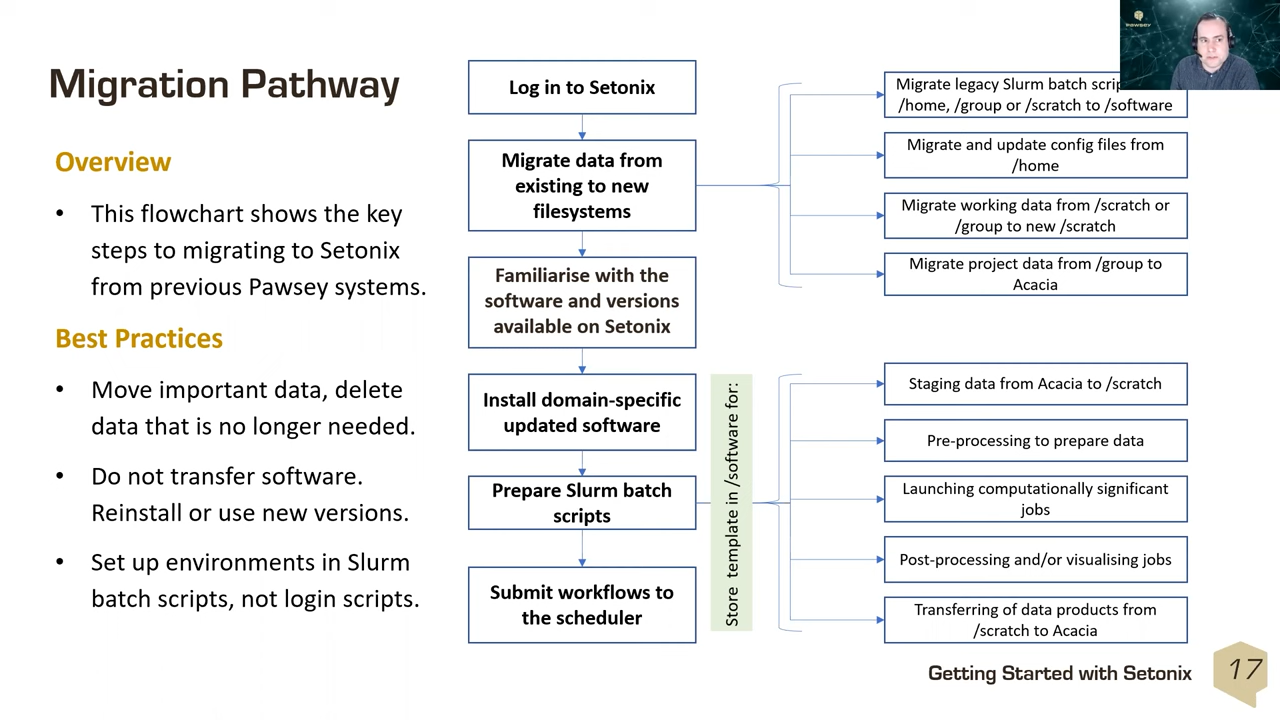 Migration Pathway
Overview
• This flowchart shows the key
steps to migrating to Setonix
from previous Pawsey systems.
Best Practices
• Move important data, delete
data that is no longer needed.
• Do not transfer software.
Reinstall or use new versions.
• Set up environments in Slurm
batch scripts, not login scripts.
Log in to Setonix
Migrate data from
existing to new
filesystems
Familiarise with the
software and versions
available on Setonix
Install domain-specific
updated software
Prepare Slurm batch
scripts
Submit workflows to
the scheduler
Migrate legacy Slurm batch
/home, /group or /scratch to /software
Migrate and update config files from
/home
Migrate working data from /scratch or
/group to new /scratch
Migrate project data from /group to
Acacia
Store template in /software for:
Staging data from Acacia to /scratch
Pre-processing to prepare data
Launching computationally significant
jobs
Post-processing and/or visualising jobs
Transferring of data products from
/scratch to Acacia
Getting Started with Setonix
17
pawsey